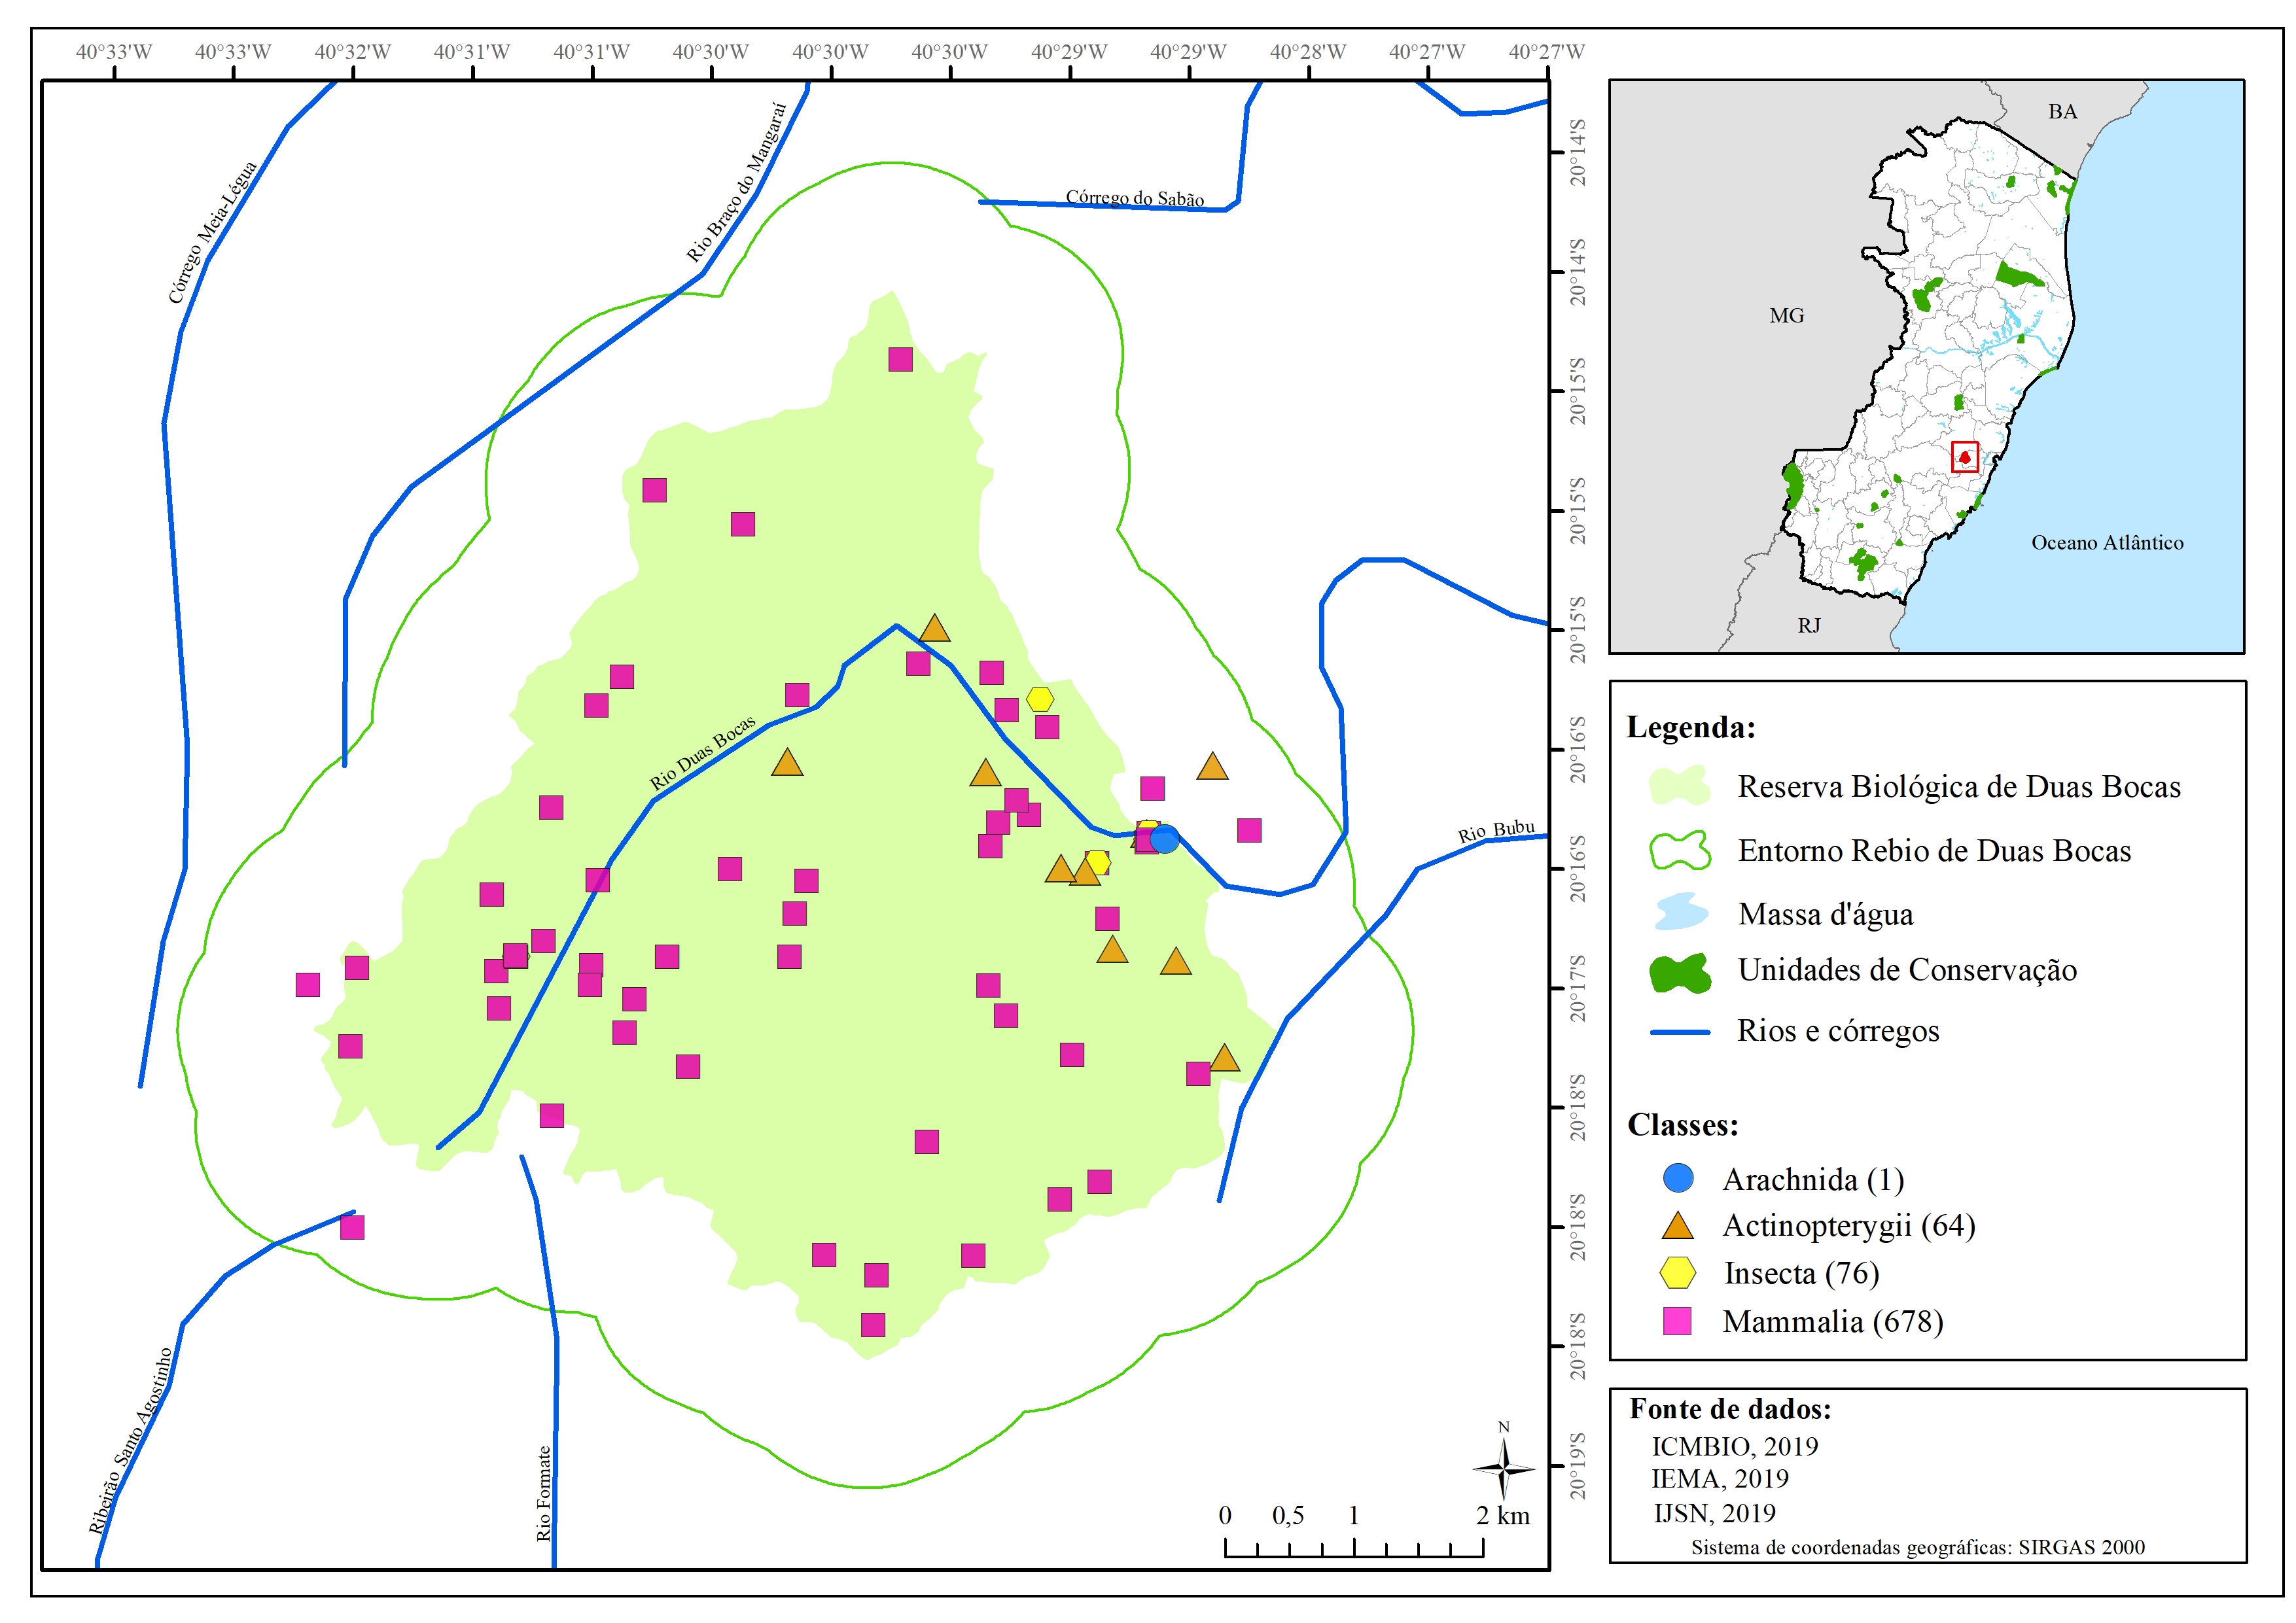 40°33'W 40°33'W 40°32'W 40°31'W 40°31'W 40°30'W 40°30'W 40°30'W 40°29'W 40°29'W 40°28'W 40°27'W 40°27'W
20°14'S
20°14'S
20°15'S
20°15'S
20°15'S
20°16'S
20°16'S
20°17'S
20°18'S
20°18'S
20°18'S
20°19'S
Córrego Meia-Légua
Rio Braço do Mangaraí
Córrego do Sabão
Rio Duas Bocas
Rio Bubu
Ribeirão Santo Agostinho
Rio Formate
N
0 0,5 1 2 km
BA
MG
Oceano Atlântico
RJ
Legenda:
Reserva Biológica de Duas Bocas
Entorno Rebio de Duas Bocas
Massa d'água
Unidades de Conservação
Rios e córregos
Classes:
Arachnida (1)
Actinopterygii (64)
Insecta (76)
Mammalia (678)
Fonte de dados:
ICMBIO, 2019
IEMA, 2019
IJSN, 2019
Sistema de coordenadas geográficas: SIRGAS 2000